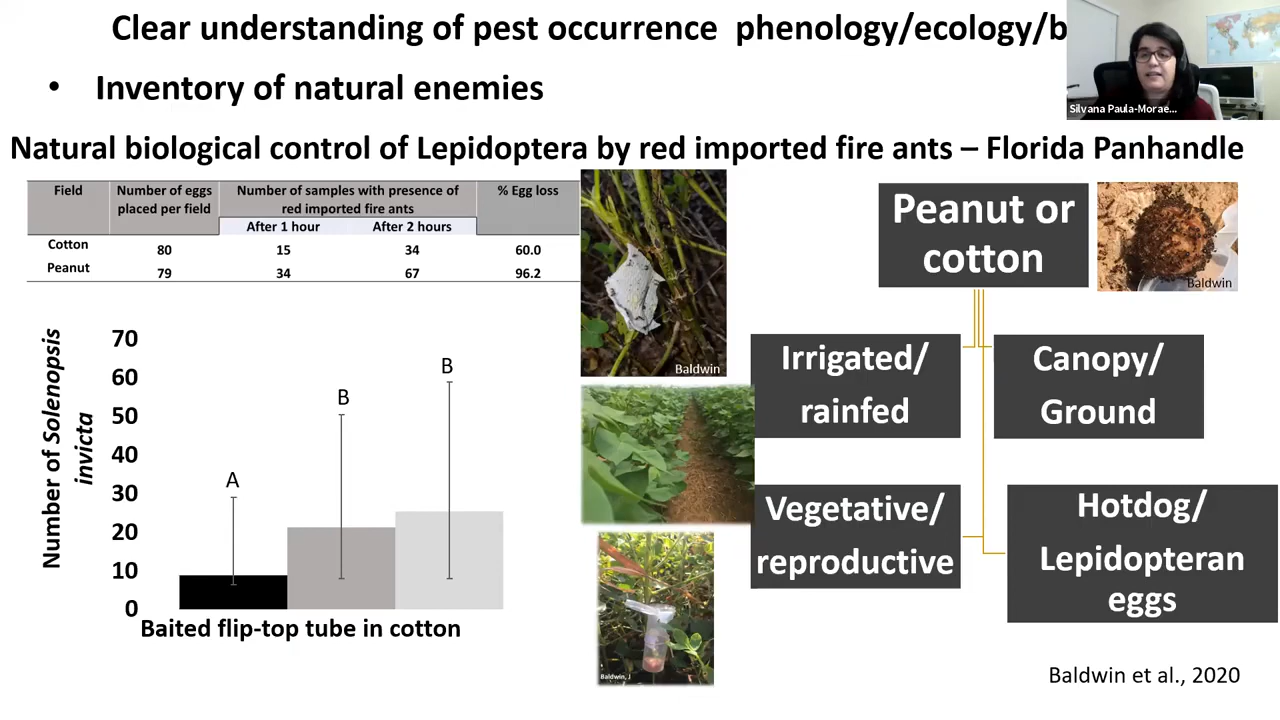 Clear understanding of pest occurrence phenology/ecology/b
Silvana Paula-Morae...
• Inventory of natural enemies
Natural biological control of Lepidoptera by red imported fire ants – Florida Panhandle
Field
Number of eggs
placed per field
Number of samples with presence of
red imported fire ants
% Egg loss
After 1 hour After 2 hours
Cotton 80 15 34 60.0
Peanut 79 34 67 96.2
Baldwin
Peanut or
cotton
Baldwin
Irrigated/
rainfed
Canopy/
Ground
Vegetative/
reproductive
Hotdog/
Lepidopteran
eggs
Number of Solenopsis
invicta
70
60
50
40
30
20
10
0
A
B
B
Baited flip-top tube in cotton
Baldwin, J
Baldwin et al., 2020